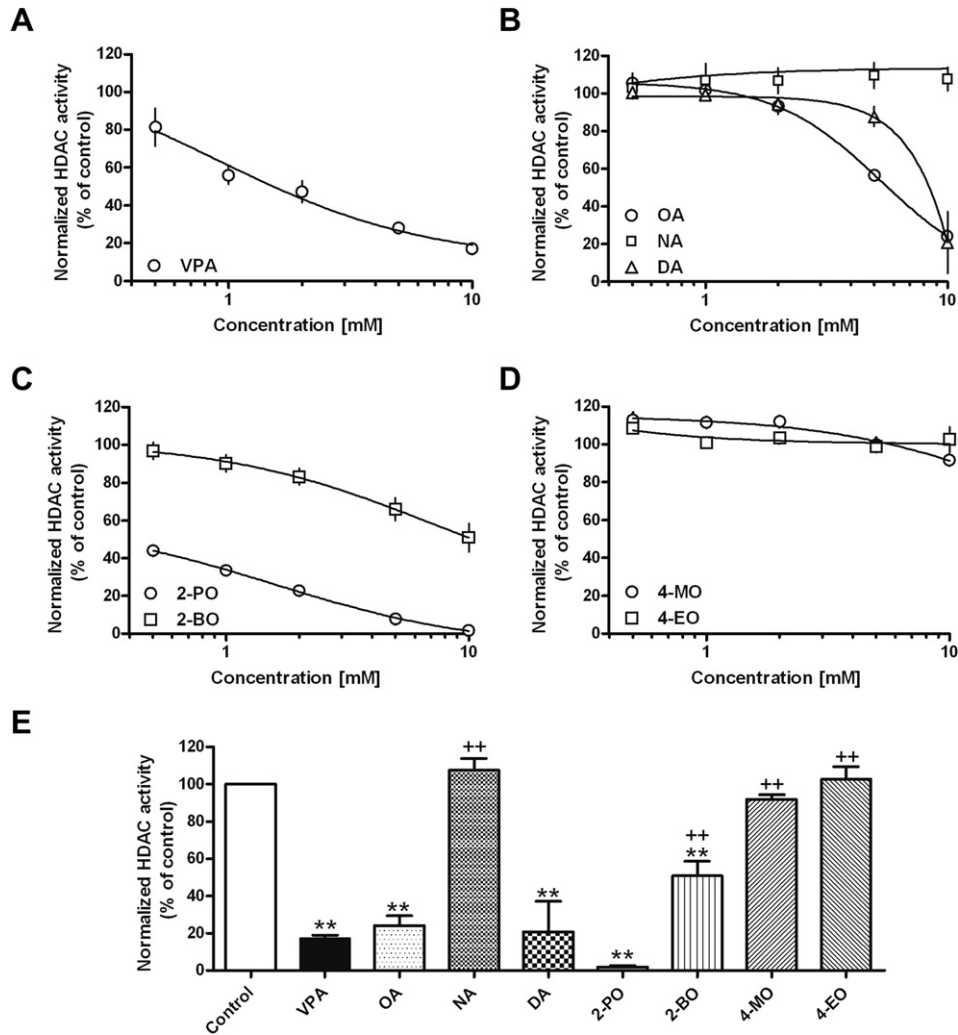 A
Normalized HDAC activity
(% of control)
120
100
80
60
40
20
0
VPA
1
10
Concentration [mM]
B
Normalized HDAC activity
(% of control)
120
100
80
60
40
20
0
OA
NA
DA
1
10
Concentration [mM]
C
Normalized HDAC activity
(% of control)
120
100
80
60
40
20
0
2-PO
2-BO
1
10
Concentration [mM]
D
Normalized HDAC activity
(% of control)
120
100
80
60
40
20
0
4-MO
4-EO
1
10
Concentration [mM]
E
Normalized HDAC activity
(% of control)
120
100
80
60
40
20
0
**
**
++
**
**
++
**
++
++
Control
VPA
OA
NA
DA
2-PO
2-BO
4-MO
4-EO